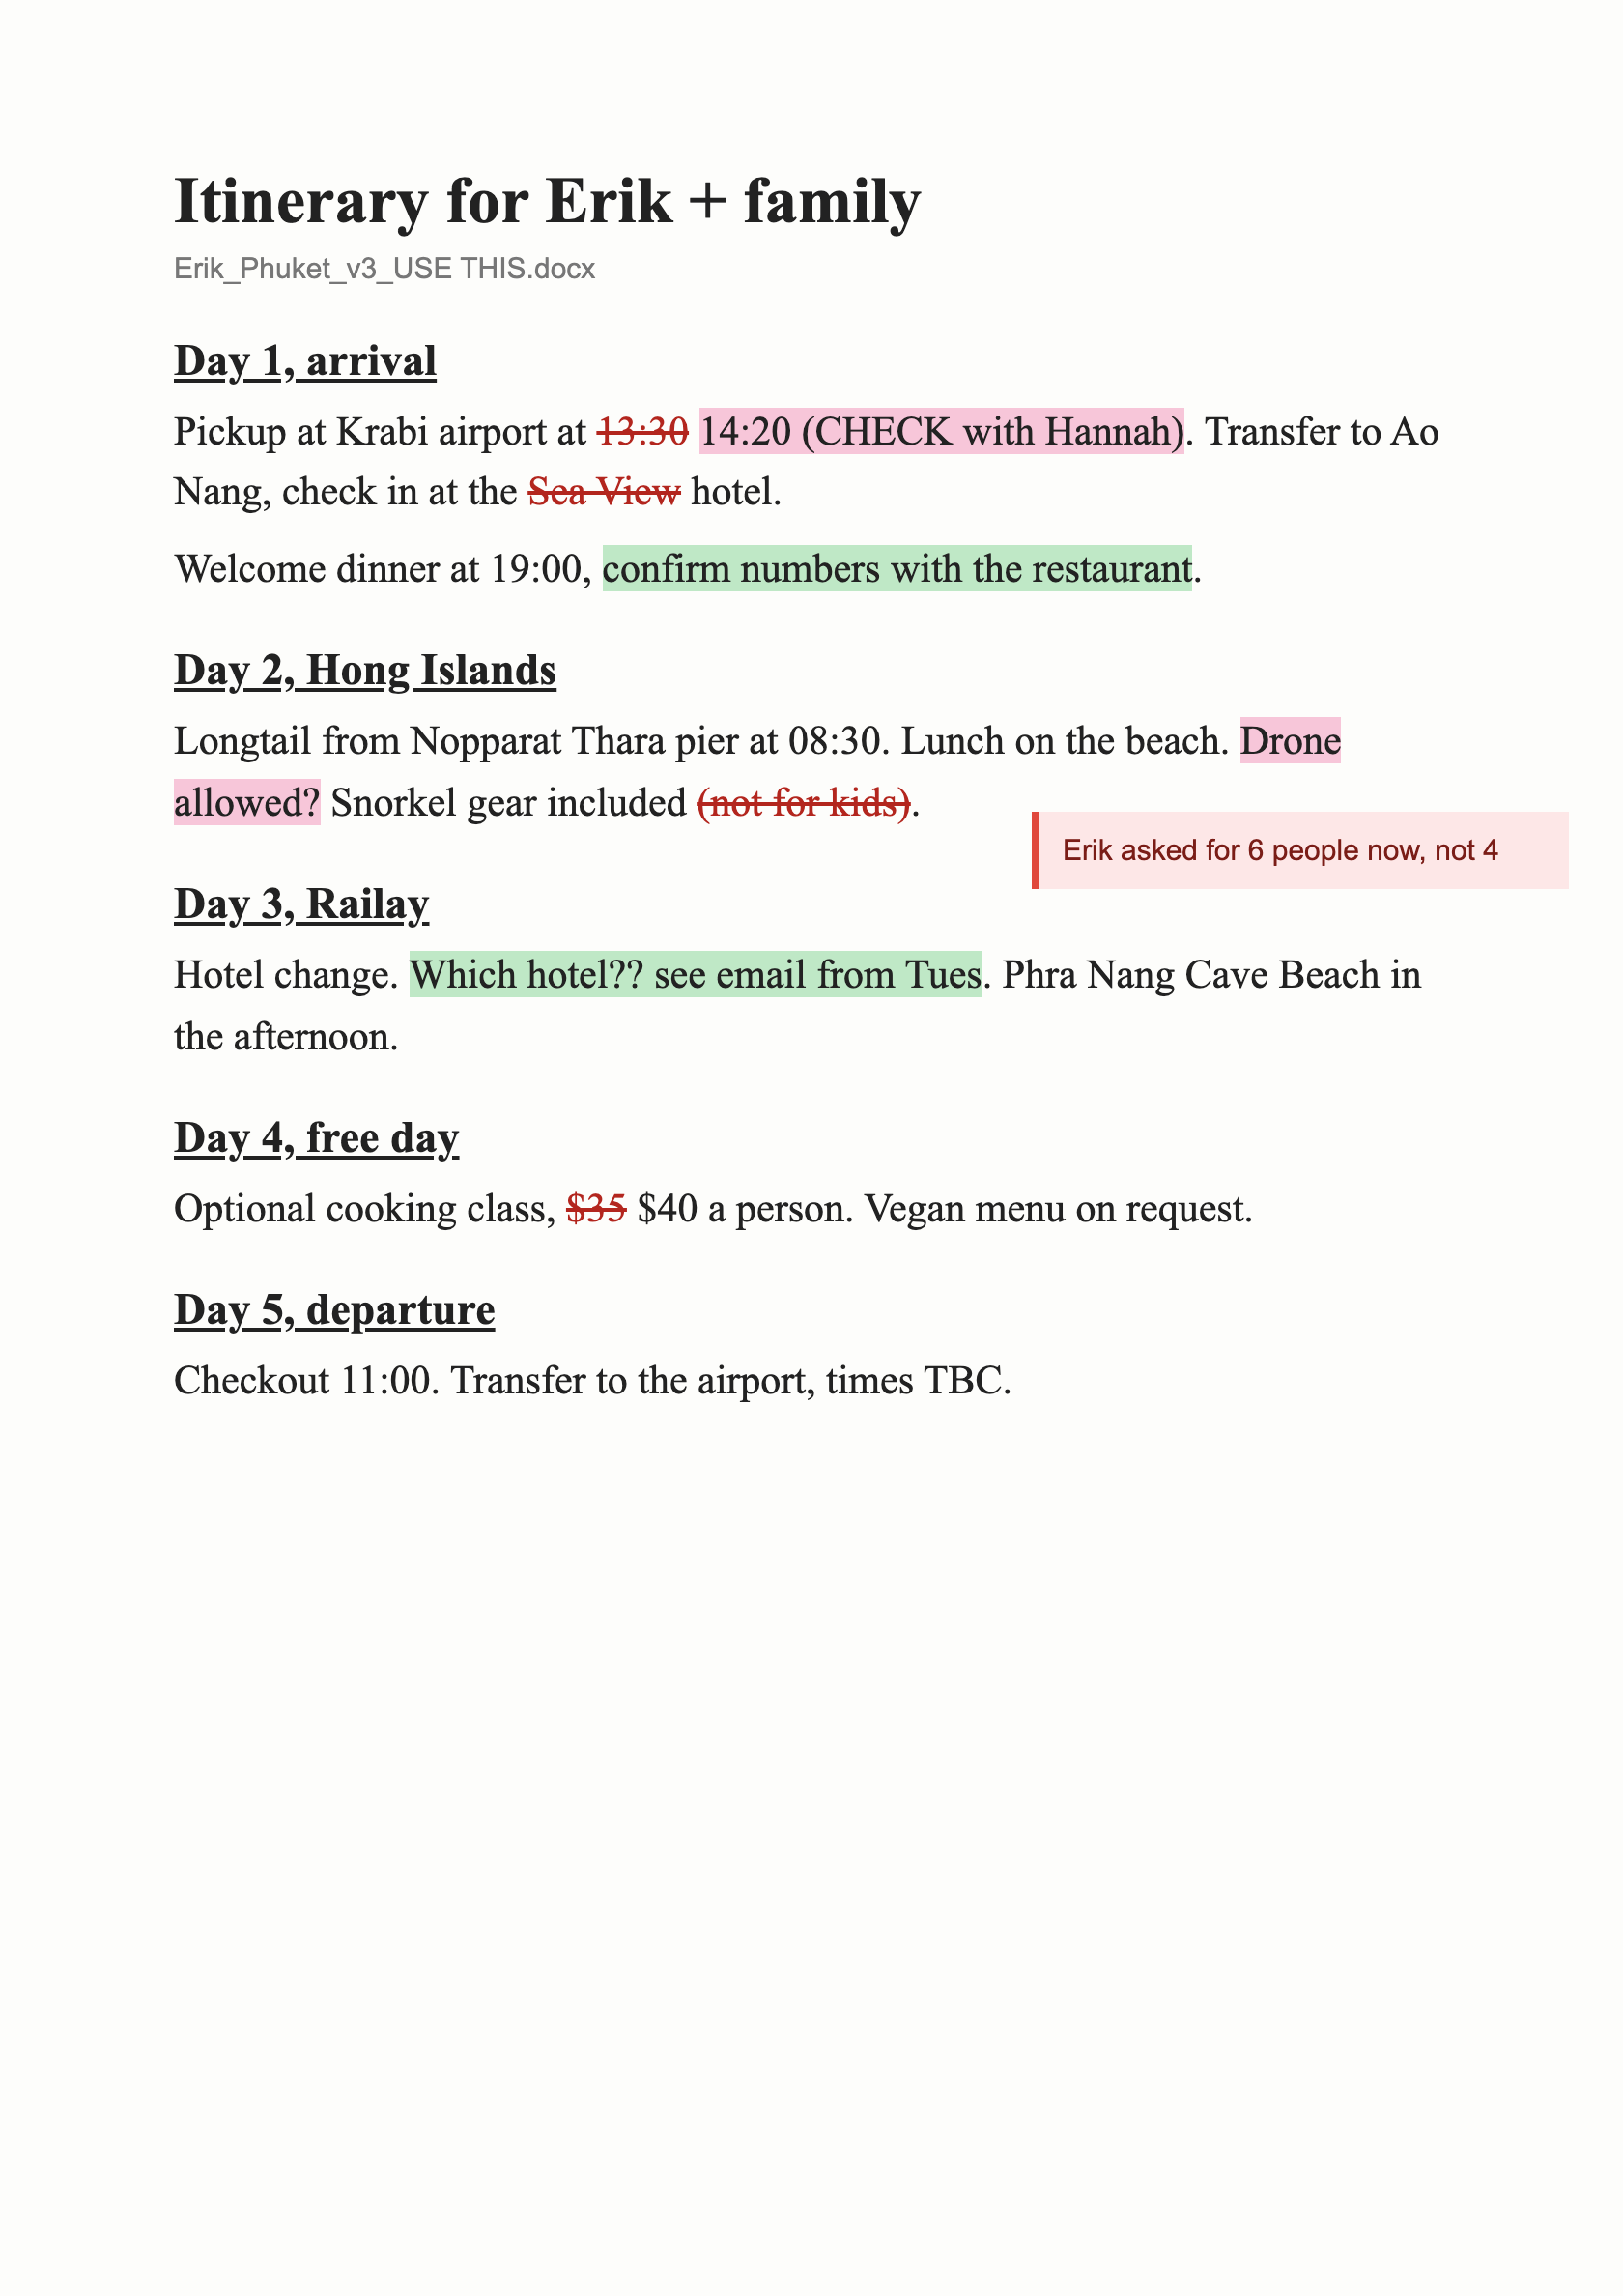 Itinerary for Erik + family
Erik_Phuket_v3_USE THIS.docx
Day 1, arrival
Pickup at Krabi airport at 13:30 14:20 (CHECK with Hannah). Transfer to Ao
Nang, check in at the Sea View hotel.
Welcome dinner at 19:00, confirm numbers with the restaurant.
Day 2, Hong Islands
Longtail from Nopparat Thara pier at 08:30. Lunch on the beach. Drone
allowed? Snorkel gear included (not for kids).
Erik asked for 6 people now, not 4
Day 3, Railay
Hotel change. Which hotel?? see email from Tues. Phra Nang Cave Beach in
the afternoon.
Day 4, free day
Optional cooking class, $35 $40 a person. Vegan menu on request.
Day 5, departure
Checkout 11:00. Transfer to the airport, times TBC.